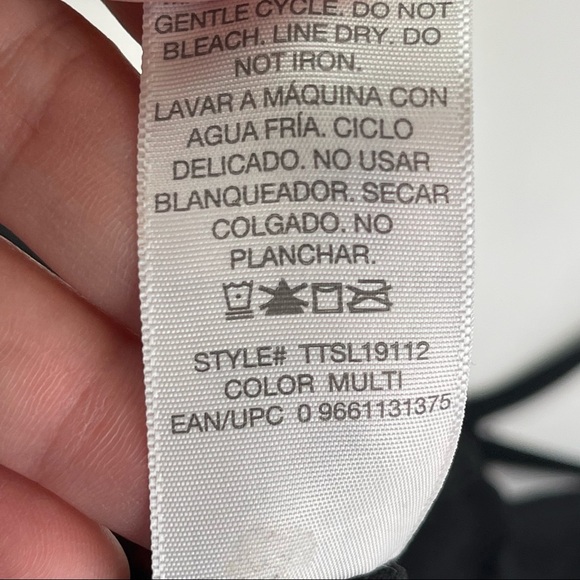 GENTLE CYCLE. DO NOT
BLEACH. LINE DRY. DO
NOT IRON.
LAVAR A MÁQUINA CON
AGUA FRÍA. CICLO
DELICADO. NO USAR
BLANQUEADOR. SECAR
COLGADO. NO
PLANCHAR.
STYLE# TTSL19112
COLOR MULTI
EAN/UPC 0 9661131375